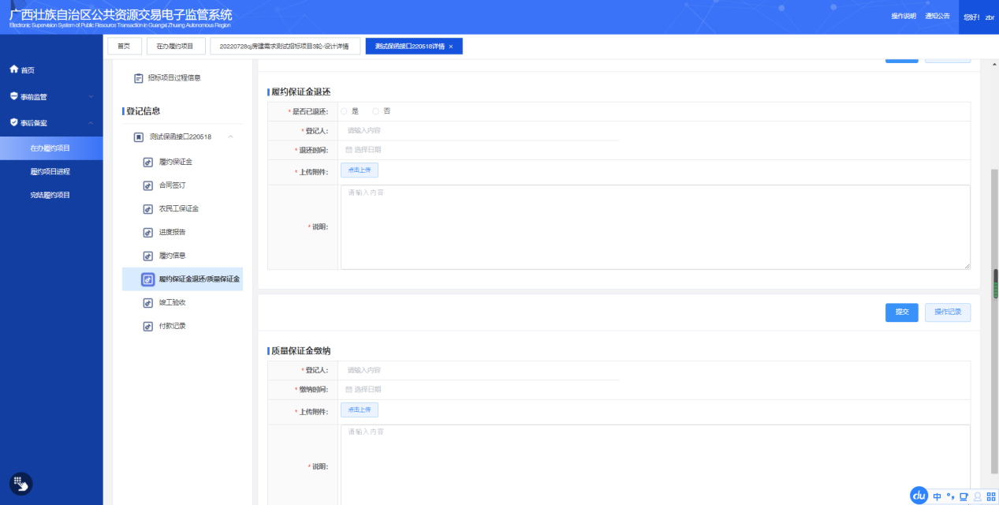 广西壮族自治区公共资源交易电子监管系统
Electronic Supervision System of Public Resource Transaction in Guangxi Zhuang Autonomous Region
操作说明 通知公告 您好! zbr
首页 在办履约项目 20220728qj房建需求测试招标项目3轮-设计详情 测试保函接口220518详情 ×
首页
事前监管
事后备案
在办履约项目
履约项目进程
完结履约项目
招标项目过程信息
登记信息
测试保函接口220518
履约保证金
合同签订
农民工保证金
进度报告
履约信息
履约保证金退还/质量保证金
竣工验收
付款记录
履约保证金退还
* 是否已退还: 是 否
* 登记人: 请输入内容
* 退还时间: 选择日期
* 上传附件: 点击上传
* 说明: 请输入内容
提交 操作记录
质量保证金缴纳
* 登记人: 请输入内容
* 缴纳时间: 选择日期
* 上传附件: 点击上传
* 说明: 请输入内容
du 中 °,